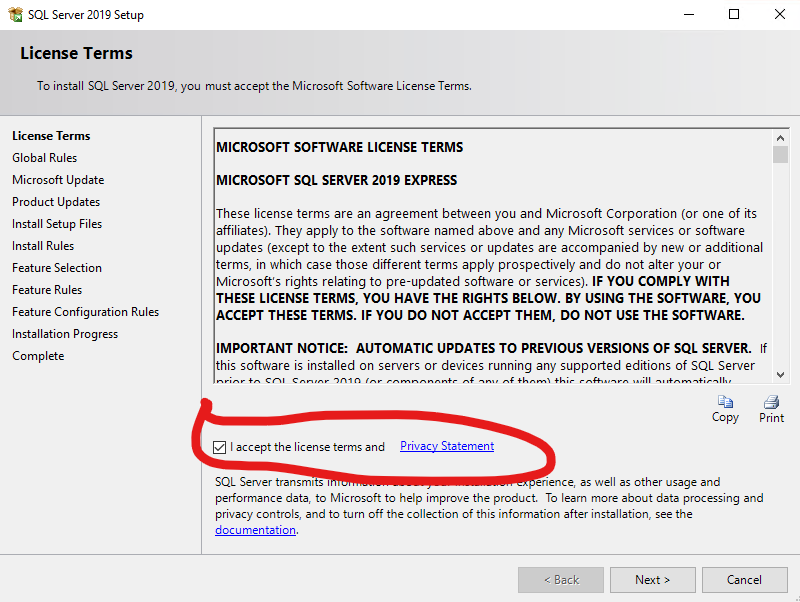 SQL Server 2019 Setup
License Terms
To install SQL Server 2019, you must accept the Microsoft Software License Terms.
License Terms
Global Rules
Microsoft Update
Product Updates
Install Setup Files
Install Rules
Feature Selection
Feature Rules
Feature Configuration Rules
Installation Progress
Complete
MICROSOFT SOFTWARE LICENSE TERMS
MICROSOFT SQL SERVER 2019 EXPRESS
These license terms are an agreement between you and Microsoft Corporation (or one of its
affiliates). They apply to the software named above and any Microsoft services or software
updates (except to the extent such services or updates are accompanied by new or additional
terms, in which case those different terms apply prospectively and do not alter your or
Microsoft's rights relating to pre-updated software or services). IF YOU COMPLY WITH
THESE LICENSE TERMS, YOU HAVE THE RIGHTS BELOW. BY USING THE SOFTWARE, YOU
ACCEPT THESE TERMS. IF YOU DO NOT ACCEPT THEM, DO NOT USE THE SOFTWARE.
IMPORTANT NOTICE: AUTOMATIC UPDATES TO PREVIOUS VERSIONS OF SQL SERVER. If
this software is installed on servers or devices running any supported editions of SQL Server
prior to SQL Server 2019 (or components of any of them) this software will automatically
Copy
Print
I accept the license terms and Privacy Statement
SQL Server transmits information about your installation experience, as well as other usage and
performance data, to Microsoft to help improve the product. To learn more about data processing and
privacy controls, and to turn off the collection of this information after installation, see the
documentation.
< Back
Next >
Cancel